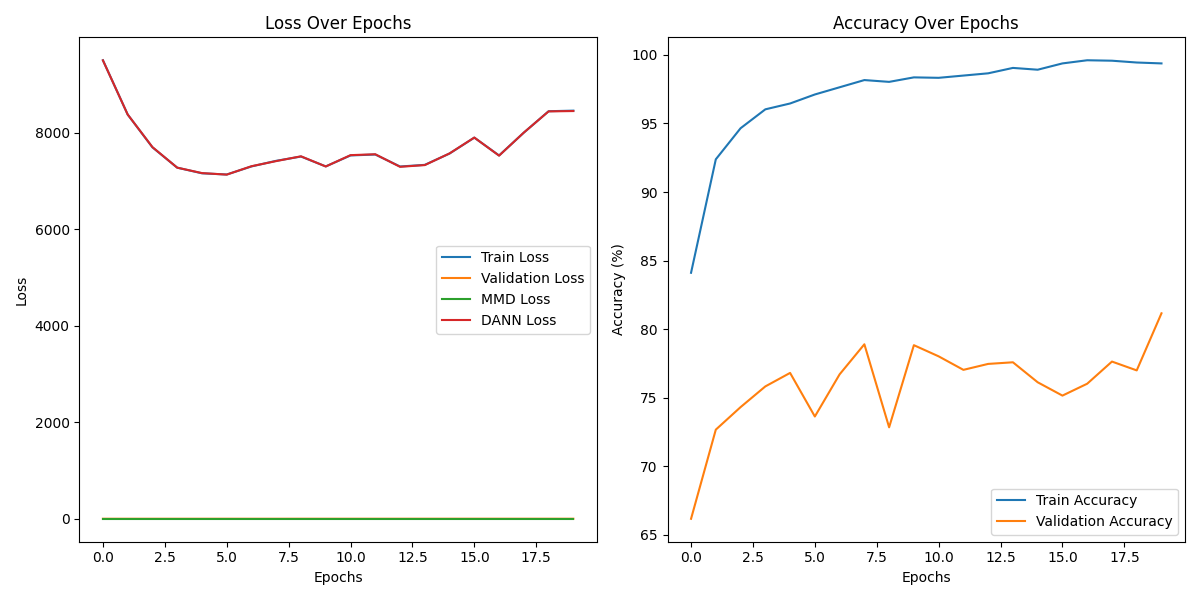 Loss Over Epochs
Loss
8000
6000
4000
2000
0
0.0 2.5 5.0 7.5 10.0 12.5 15.0 17.5
Epochs
Train Loss
Validation Loss
MMD Loss
DANN Loss
Accuracy Over Epochs
Accuracy (%)
100
95
90
85
80
75
70
65
0.0 2.5 5.0 7.5 10.0 12.5 15.0 17.5
Epochs
Train Accuracy
Validation Accuracy